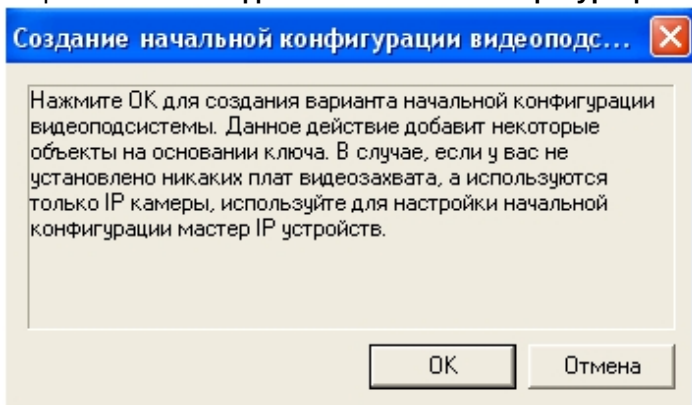 Создание начальной конфигурации видеоподс...
Нажмите ОК для создания варианта начальной конфигурации
видеоподсистемы. Данное действие добавит некоторые
объекты на основании ключа. В случае, если у вас не
установлено никаких плат видеозахвата, а используются
только IP камеры, используйте для настройки начальной
конфигурации мастер IP устройств.
ОК
Отмена